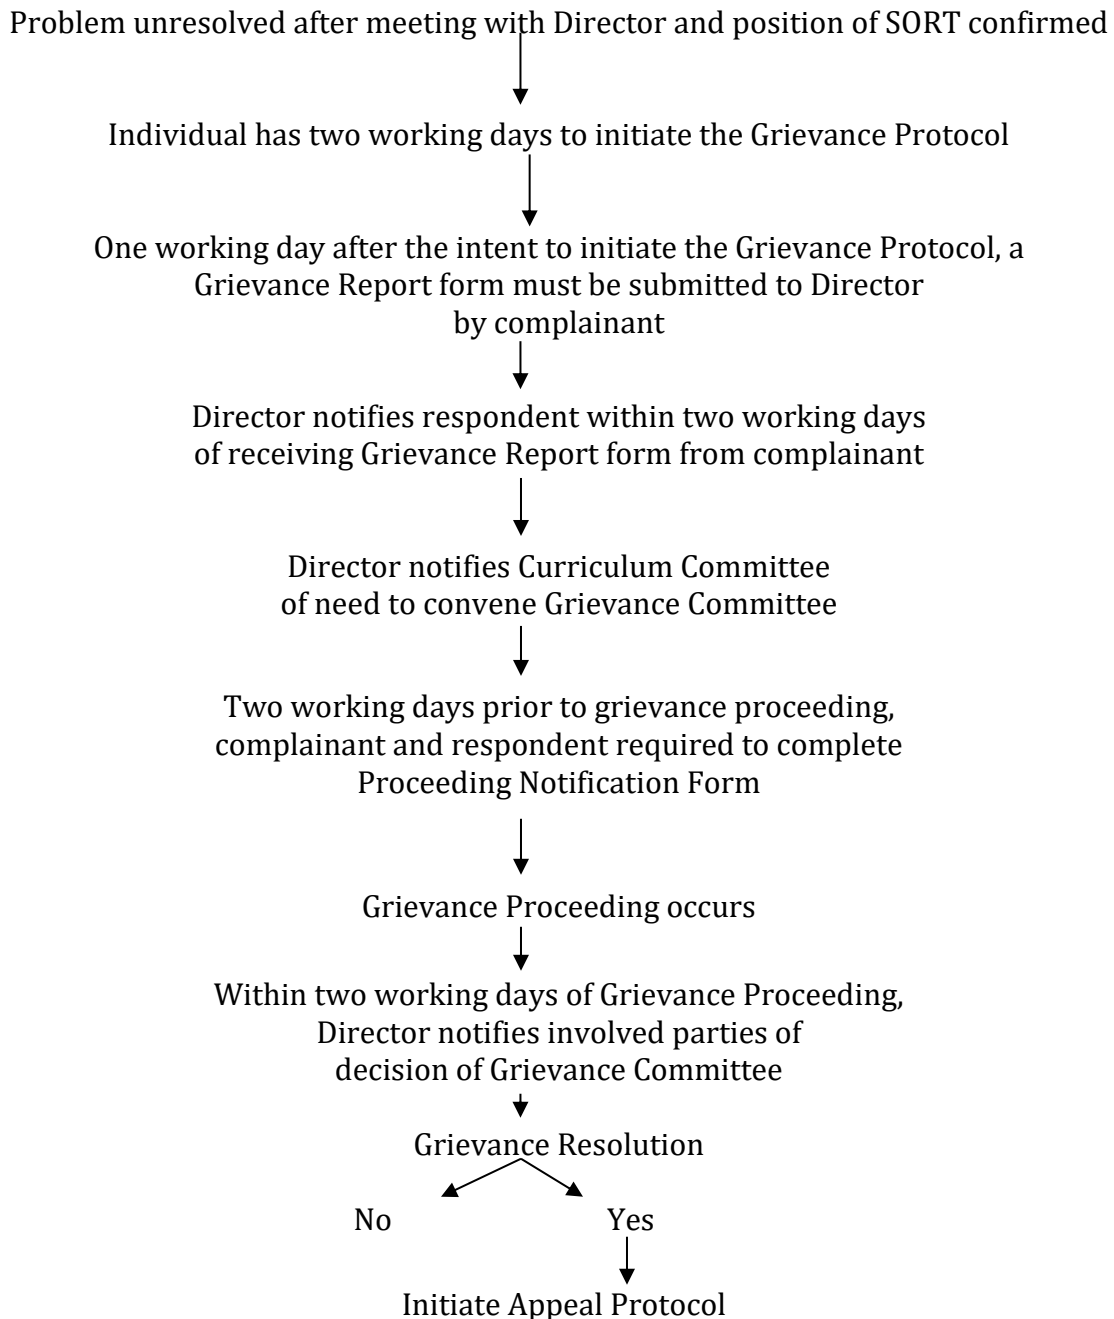 Problem unresolved after meeting with Director and position of SORT confirmed
Individual has two working days to initiate the Grievance Protocol
One working day after the intent to initiate the Grievance Protocol, a
Grievance Report form must be submitted to Director
by complainant
Director notifies respondent within two working days
of receiving Grievance Report form from complainant
Director notifies Curriculum Committee
of need to convene Grievance Committee
Two working days prior to grievance proceeding,
complainant and respondent required to complete
Proceeding Notification Form
Grievance Proceeding occurs
Within two working days of Grievance Proceeding,
Director notifies involved parties of
decision of Grievance Committee
Grievance Resolution
No Yes
Initiate Appeal Protocol